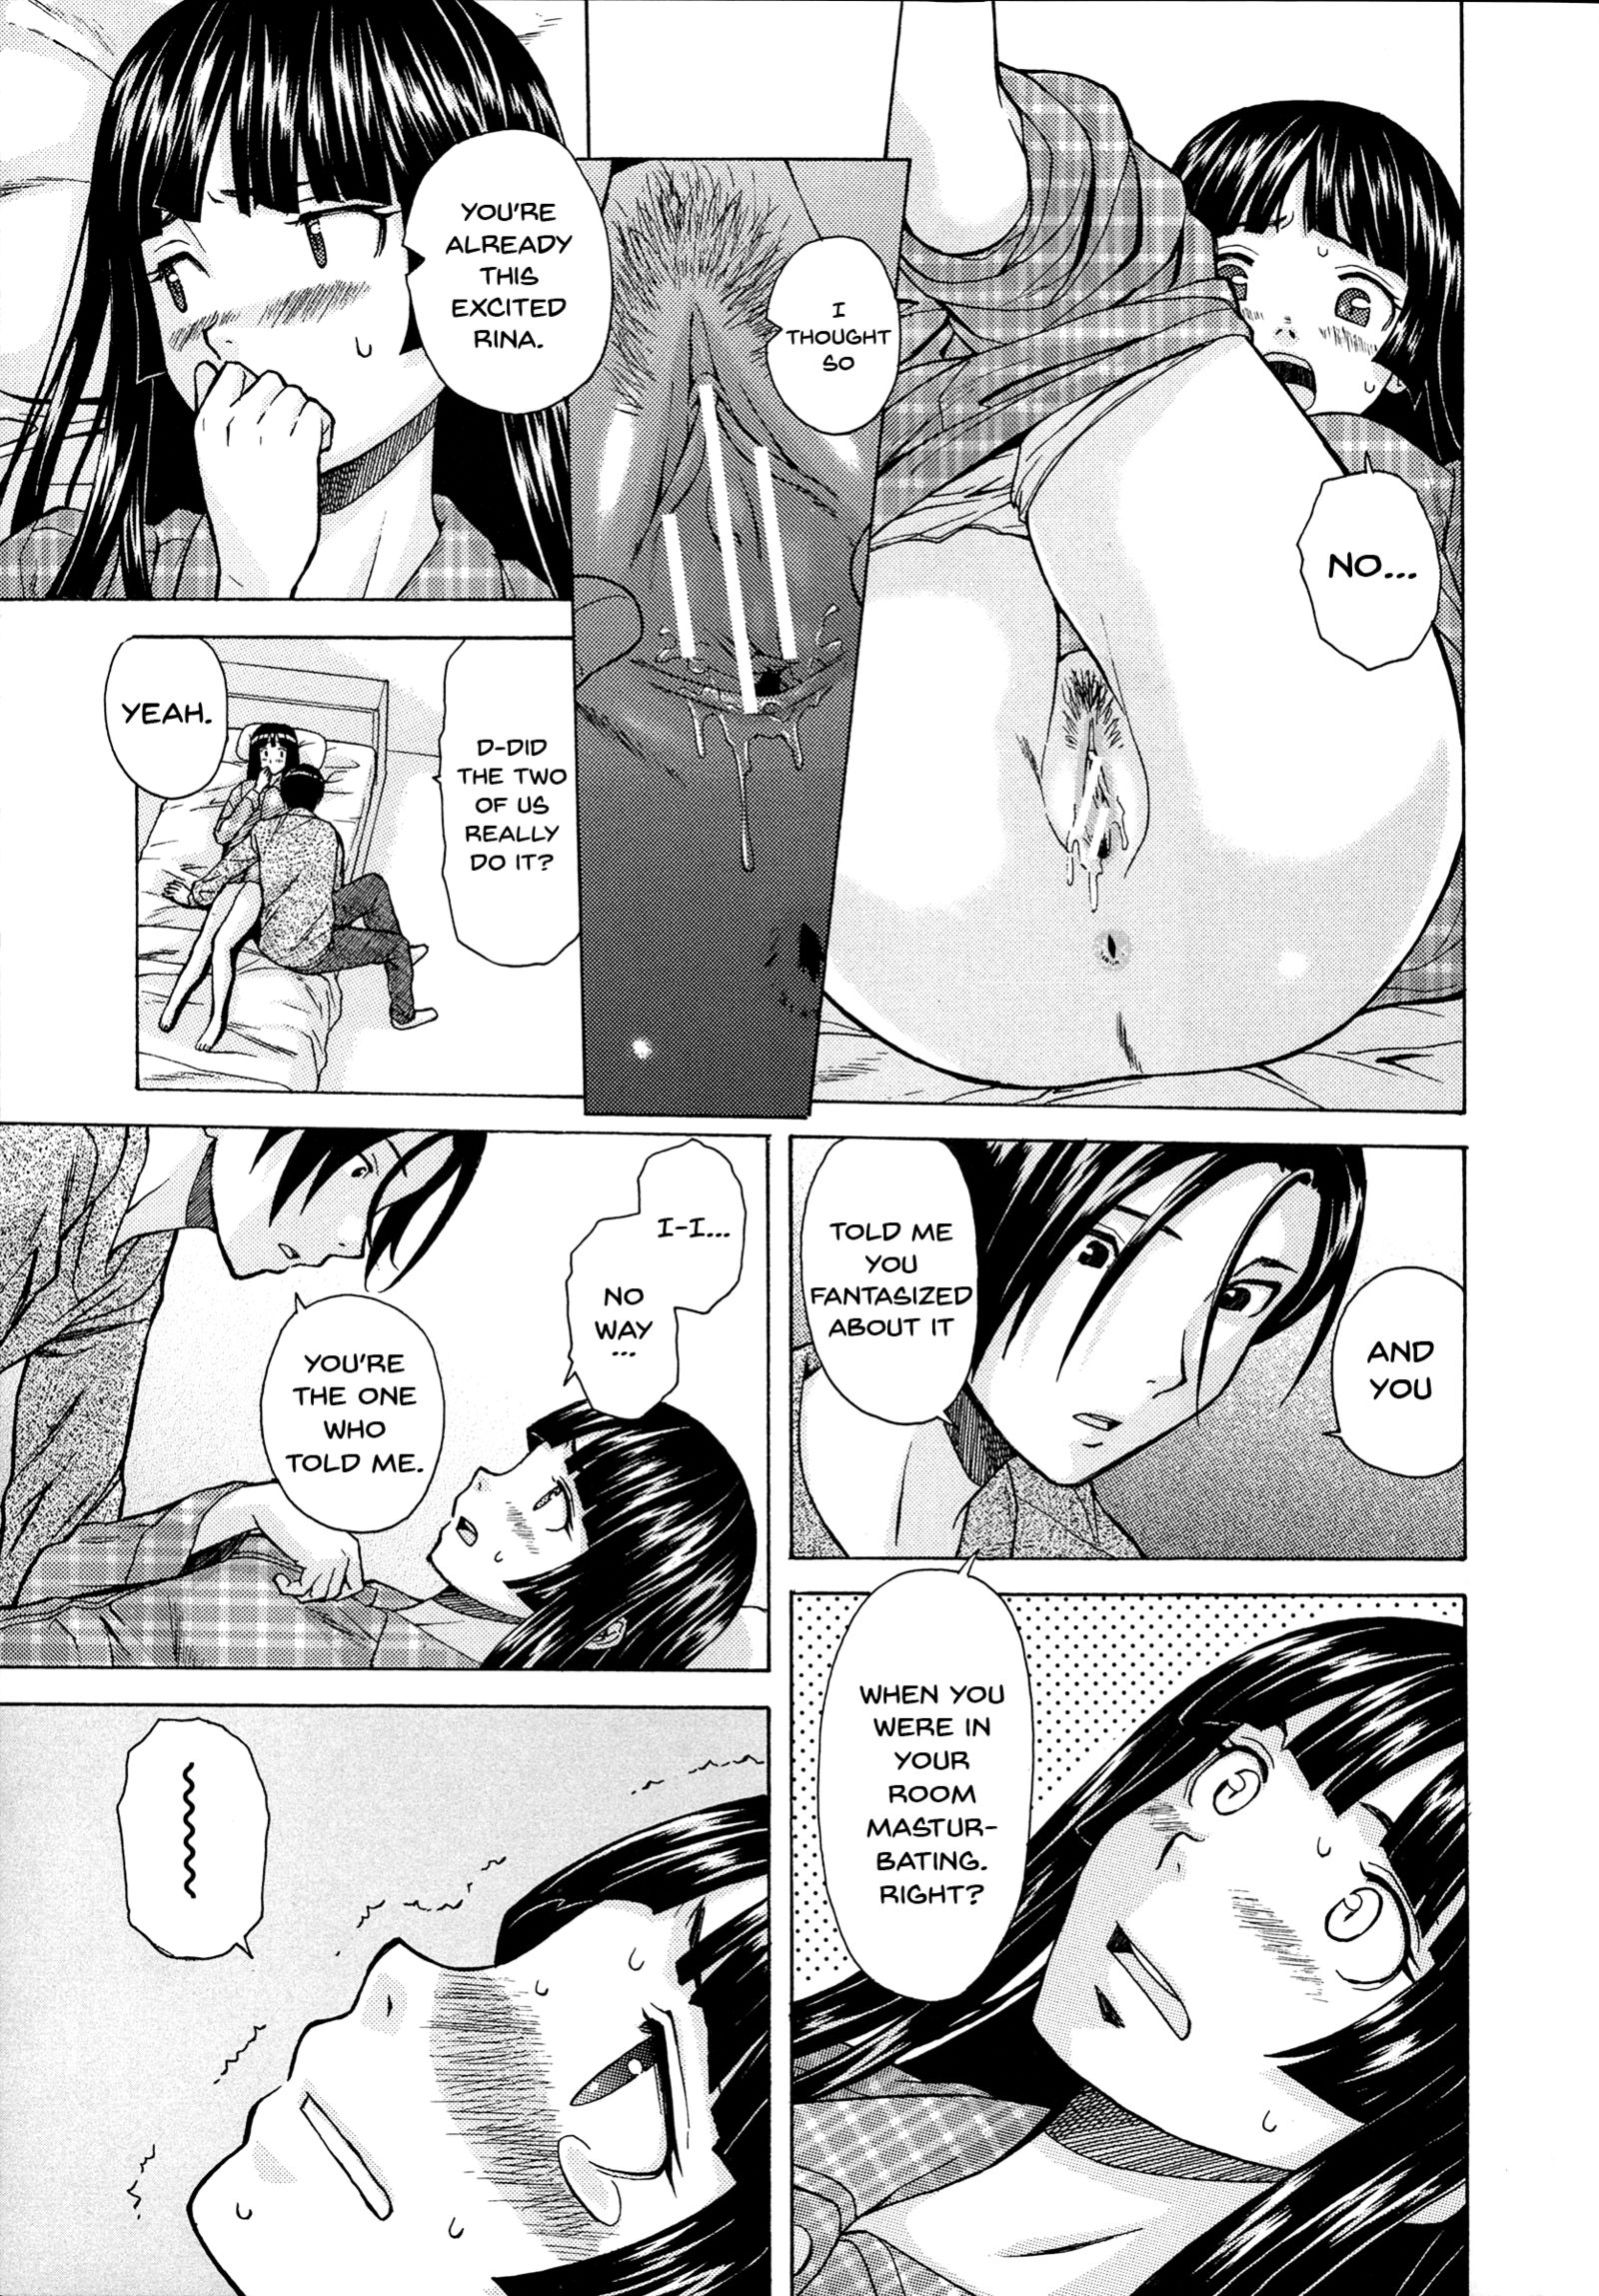 NO...
I
THOUGHT
SO
YOU'RE
ALREADY
THIS
EXCITED
RINA.
D-DID
THE TWO
OF US
REALLY
DO IT?
YEAH.
AND
YOU
TOLD ME
YOU
FANTASIZED
ABOUT IT
I-I...
NO
WAY
...
YOU'RE
THE ONE
WHO
TOLD ME.
WHEN YOU
WERE IN
YOUR
ROOM
MASTUR-
BATING.
RIGHT?